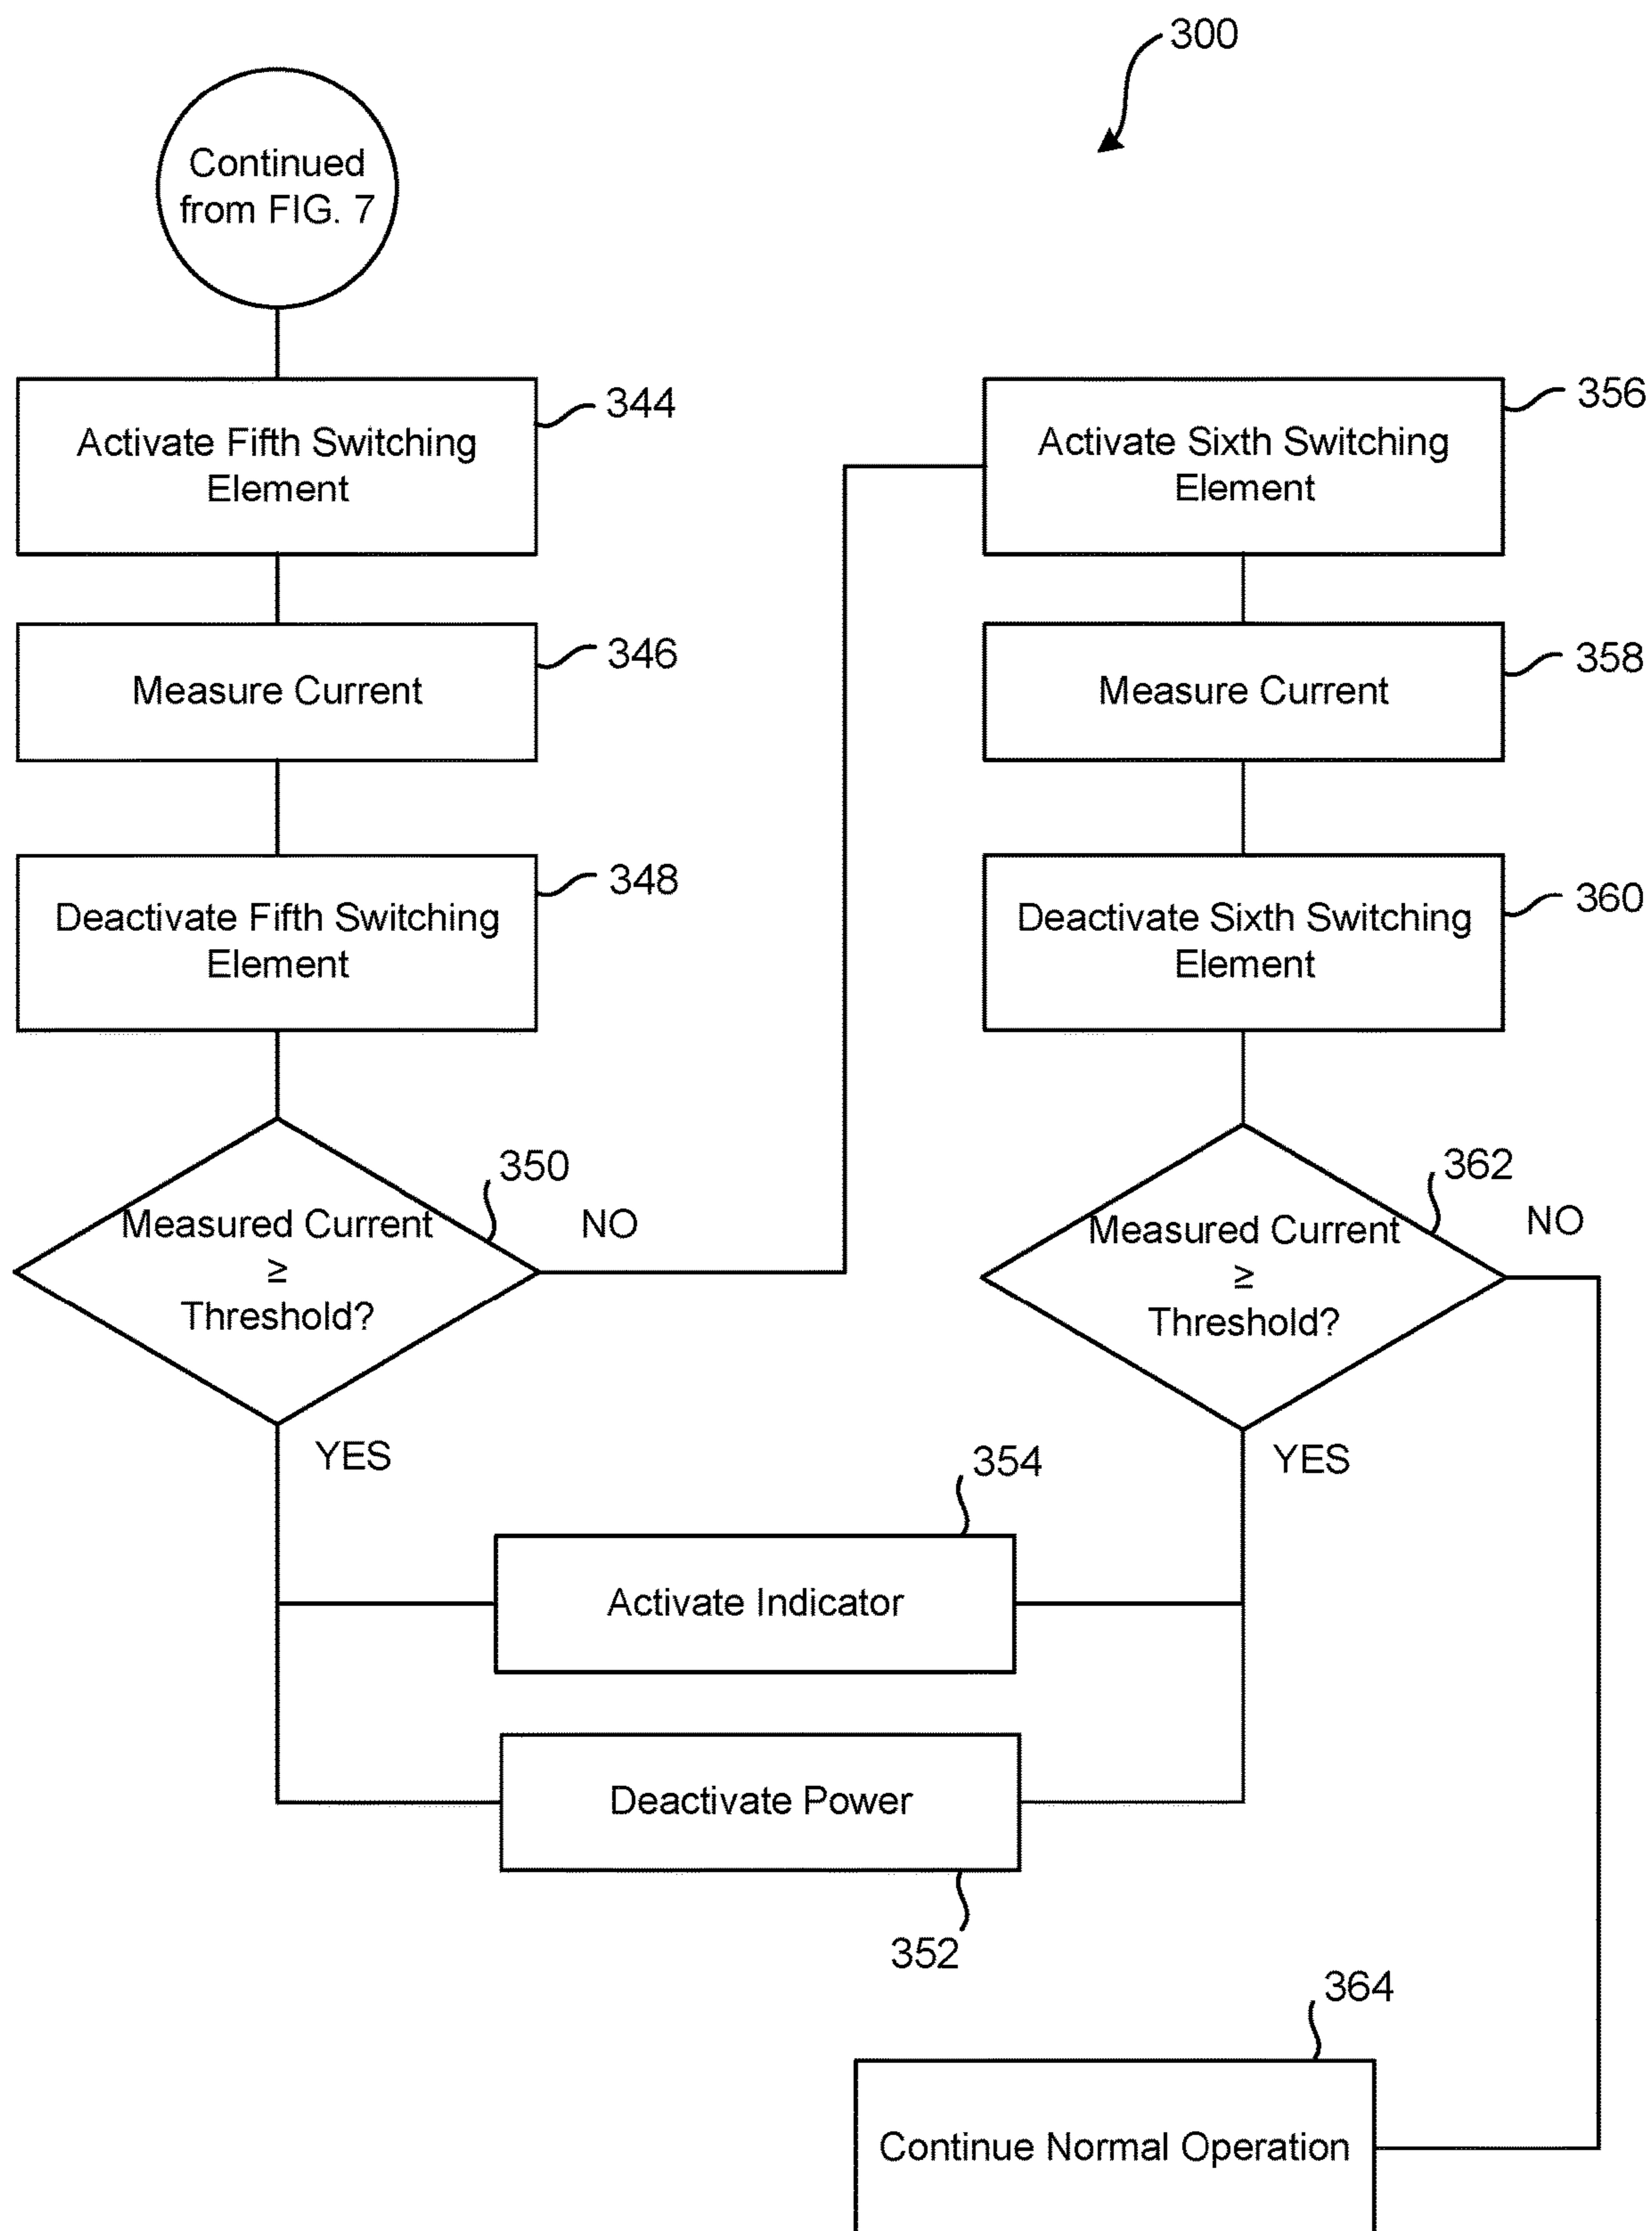 300
Continued
from FIG. 7
344
Activate Fifth Switching
Element
346
Measure Current
348
Deactivate Fifth Switching
Element
350
Measured Current
≥
Threshold?
NO
YES
356
Activate Sixth Switching
Element
358
Measure Current
360
Deactivate Sixth Switching
Element
362
Measured Current
≥
Threshold?
NO
YES
354
Activate Indicator
Deactivate Power
352
364
Continue Normal Operation